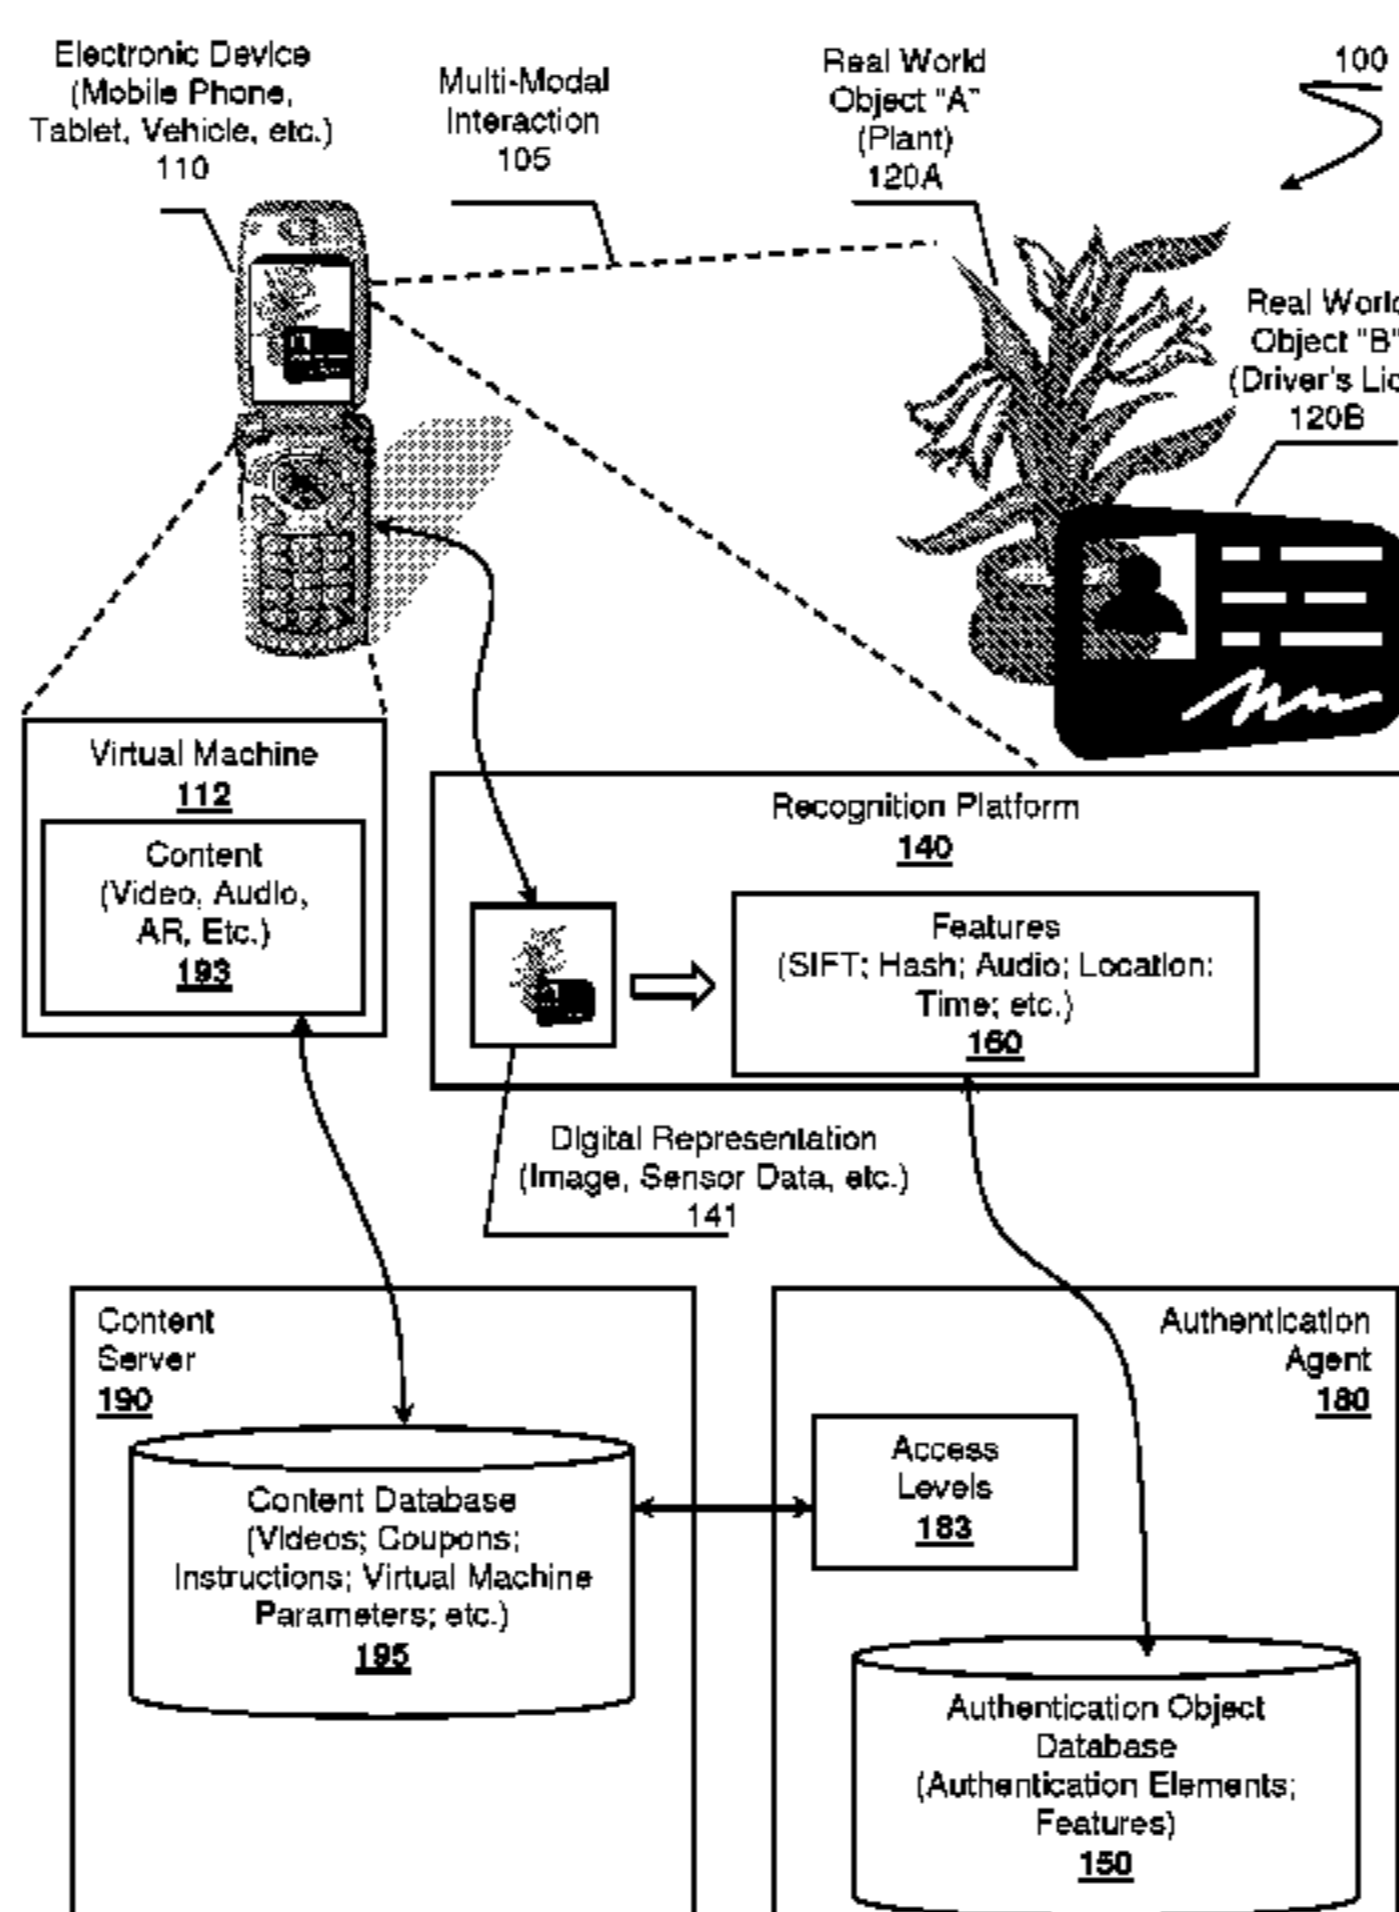 Electronic Device
(Mobile Phone,
Tablet, Vehicle, etc.)
110
Multi-Modal
Interaction
105
Real World
Object "A"
(Plant)
120A
100
Real World
Object "B"
(Driver's Lic
120B
Virtual Machine
112
Content
(Video, Audio,
AR, Etc.)
193
Recognition Platform
140
Features
(SIFT; Hash; Audio; Location;
Time; etc.)
160
Digital Representation
(Image, Sensor Data, etc.)
141
Content
Server
190
Content Database
(Videos; Coupons;
Instructions; Virtual Machine
Parameters; etc.)
195
Authentication
Agent
180
Access
Levels
183
Authentication Object
Database
(Authentication Elements;
Features)
150